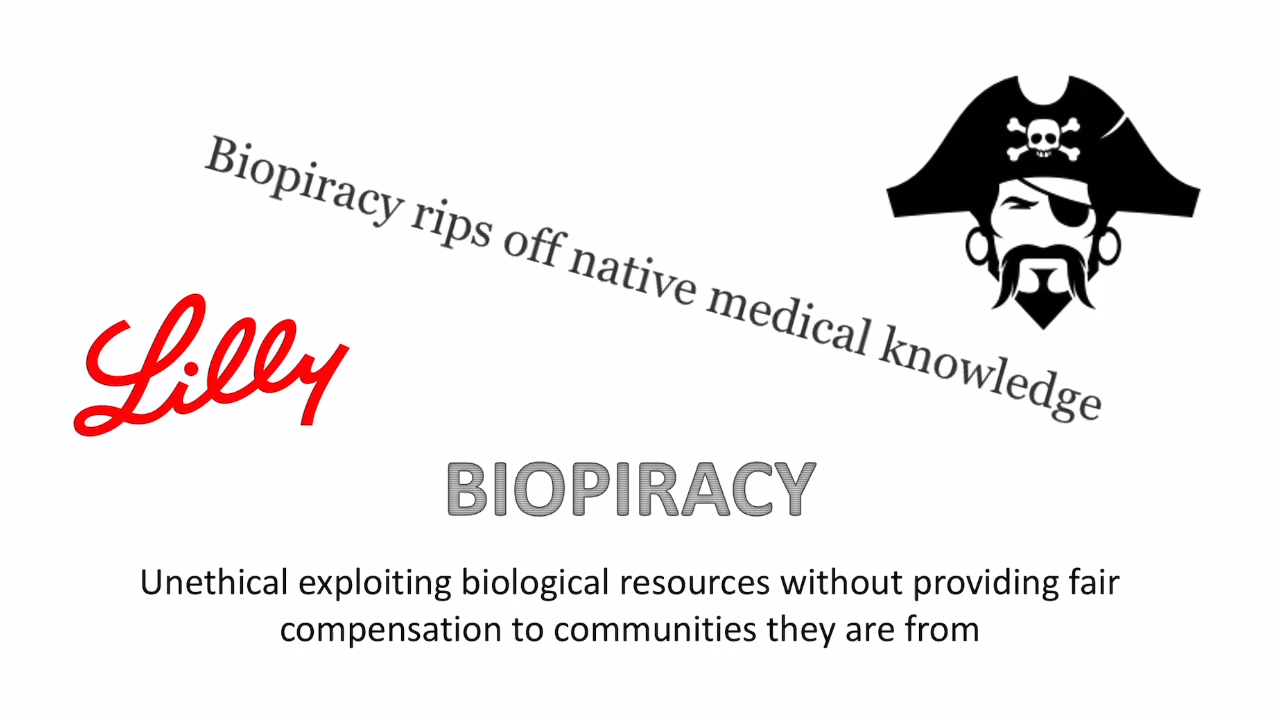 Biopiracy rips off native medical knowledge
Lilly
BIOPIRACY
Unethical exploiting biological resources without providing fair
compensation to communities they are from